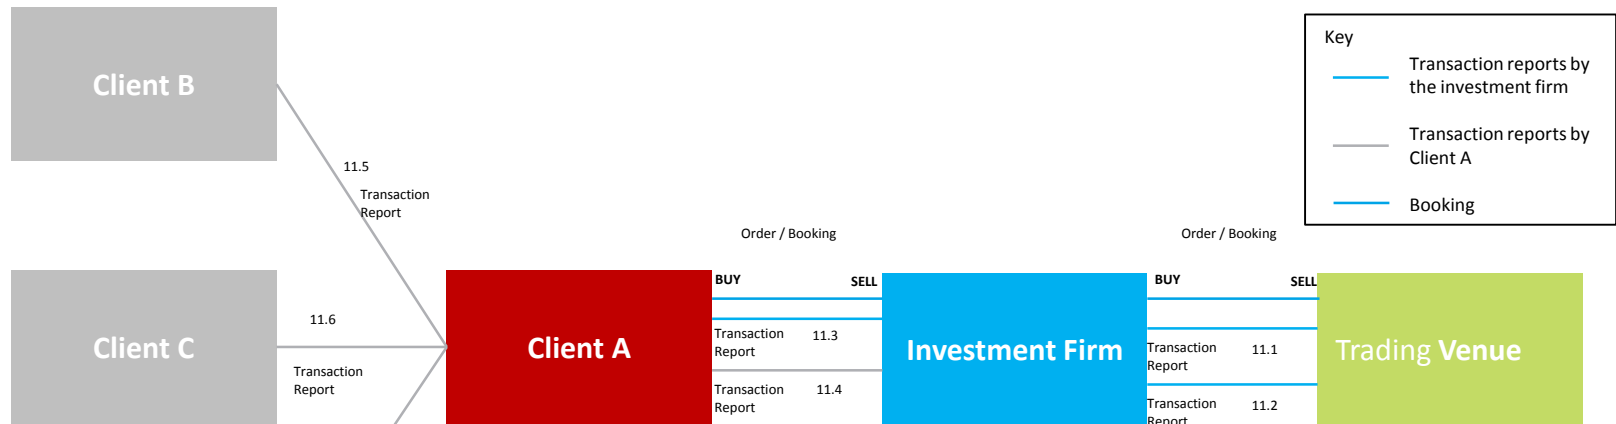 Key
Transaction reports by
the investment firm
Transaction reports by
Client A
Booking
Client B
11.5
Transaction
Report
Order / Booking
Order / Booking
BUY
SELL
BUY
SELL
11.6
Client C
Client A
Transaction
Report
11.3
Investment Firm
Transaction
Report
11.1
Trading Venue
Transaction
Report
Transaction
Report
11.4
Transaction
Report
11.2